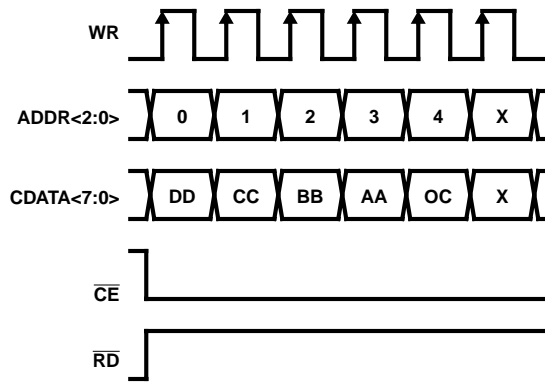 WR
ADDR<2:0> 0 1 2 3 4 X
CDATA<7:0> DD CC BB AA OC X
CE
RD